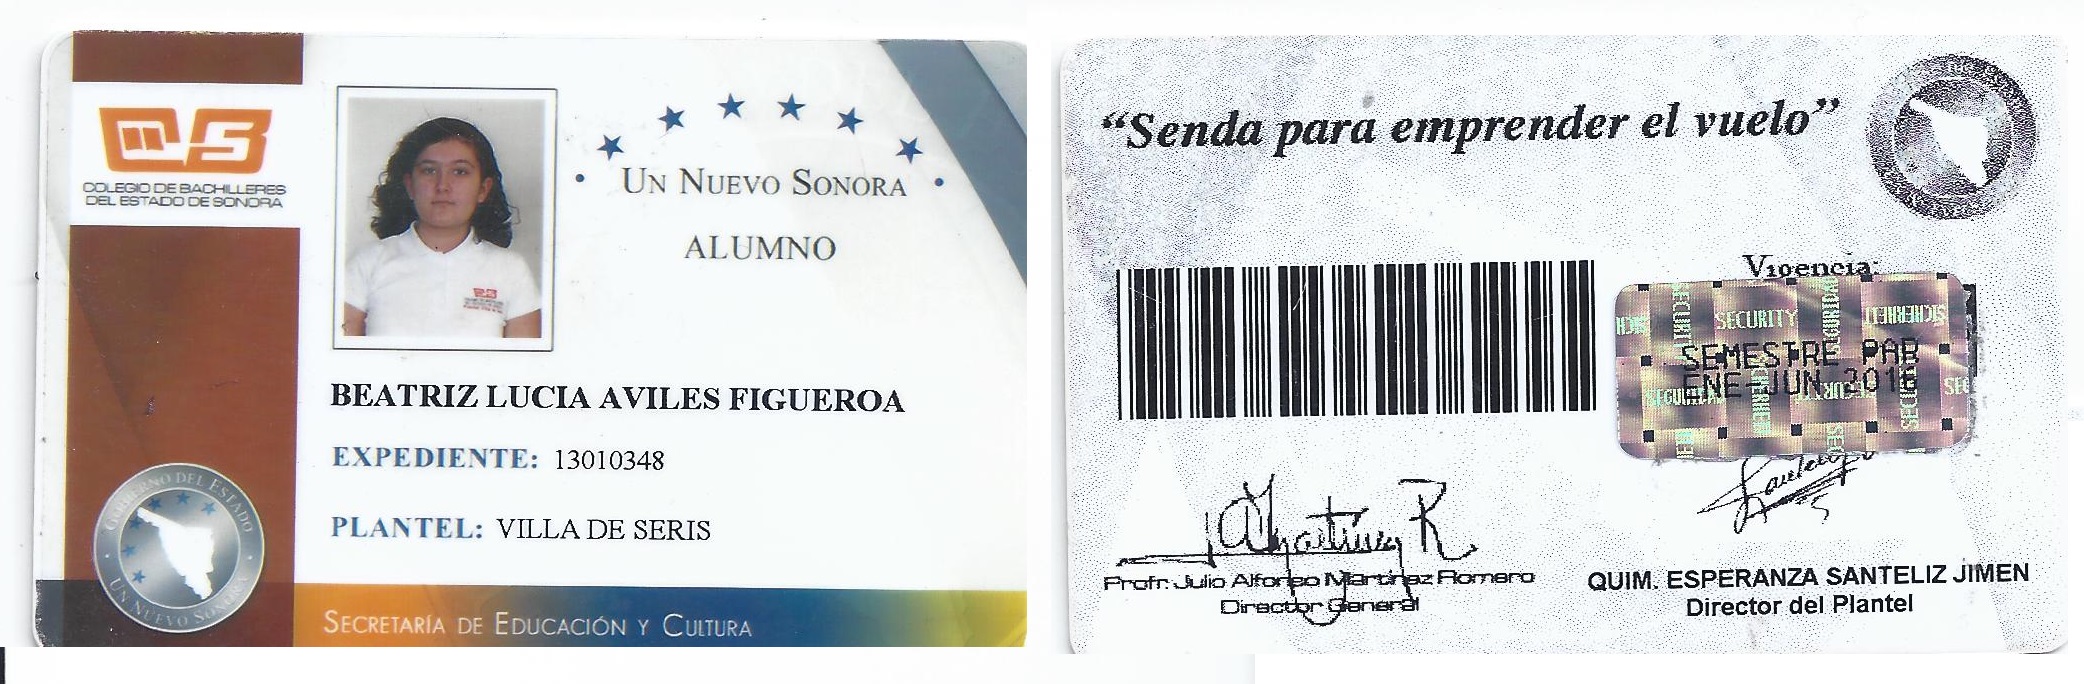 COLEGIO DE BACHILLERES
DEL ESTADO DE SONORA
UN NUEVO SONORA
ALUMNO
BEATRIZ LUCIA AVILES FIGUEROA
EXPEDIENTE: 13010348
PLANTEL: VILLA DE SERIS
GOBIERNO DEL ESTADO
UN NUEVO SONORA
SECRETARÍA DE EDUCACIÓN Y CULTURA
“Senda para emprender el vuelo”
Vigencia:
SECURITY
SEMESTRE PAR
ENE-JUN 2016
Profr. Julio Alfonso Martínez Romero
Director General
QUIM. ESPERANZA SANTELIZ JIMEN
Director del Plantel